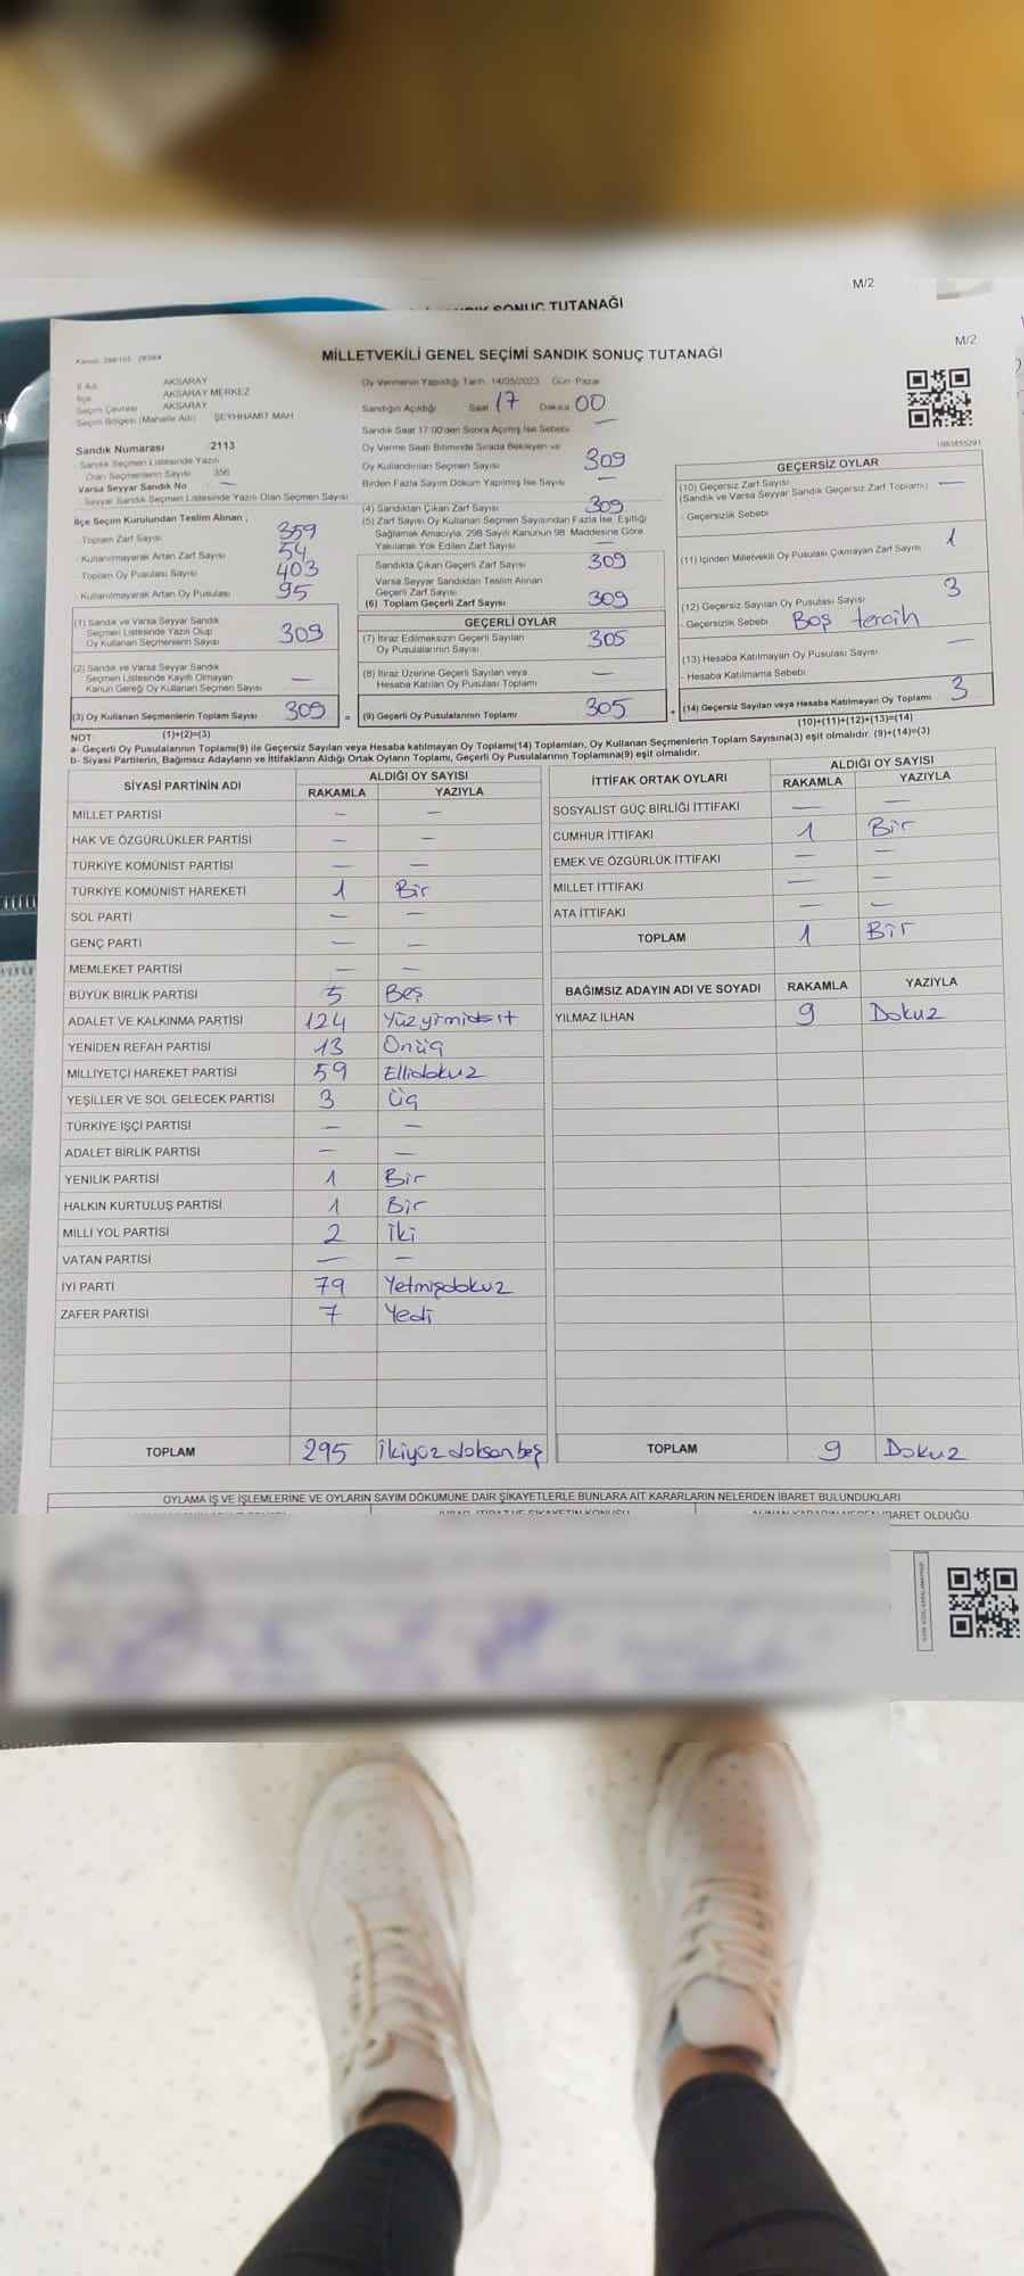 M/2
SONUÇ TUTANAĞI
M/2
MİLLETVEKİLİ GENEL SEÇİMİ SANDIK SONUÇ TUTANAĞI
İl Adı AKSARAY
İlçe AKSARAY MERKEZ
Seçim Çevresi AKSARAY
Seçim Bölgesi (Mahalle Adı) ŞEYHHAMİT MAH
Sandık Numarası 2113
Sandık Seçmen Listesinde Yazılı
Olan Seçmenlerin Sayısı 356
Varsa Seyyar Sandık No —
Seyyar Sandık Seçmen Listesinde Yazılı Olan Seçmen Sayısı
İlçe Seçim Kurulundan Teslim Alınan ;
- Toplam Zarf Sayısı 359
- Kullanılmayarak Artan Zarf Sayısı 54
- Toplam Oy Pusulası Sayısı 403
- Kullanılmayarak Artan Oy Pusulası 95
(1) Sandık ve Varsa Seyyar Sandık
Seçmen Listesinde Yazılı Olup
Oy Kullanan Seçmenlerin Sayısı 309
(2) Sandık ve Varsa Seyyar Sandık
Seçmen Listesinde Kayıtlı Olmayan
Kanun Gereği Oy Kullanan Seçmen Sayısı —
(3) Oy Kullanan Seçmenlerin Toplam Sayısı 309 =
(1)+(2)=(3)
Oy Vermenin Yapıldığı Tarih 14/05/2023 Gün Pazar
Sandığın Açıldığı Saat 17 Dakika 00
Sandık Saat 17:00'den Sonra Açılmış İse Sebebi —
Oy Verme Saati Bitiminde Sırada Bekleyen ve
Oy Kullandırılan Seçmen Sayısı 309
Birden Fazla Sayım Döküm Yapılmış İse Sayısı —
(4) Sandıktan Çıkan Zarf Sayısı 309
(5) Zarf Sayısı Oy Kullanan Seçmen Sayısından Fazla İse, Eşitliği
Sağlamak Amacıyla, 298 Sayılı Kanunun 98. Maddesine Göre
Yakılarak Yok Edilen Zarf Sayısı —
Sandıkta Çıkan Geçerli Zarf Sayısı 309
Varsa Seyyar Sandıktan Teslim Alınan
Geçerli Zarf Sayısı —
(6) Toplam Geçerli Zarf Sayısı 309
GEÇERLİ OYLAR
(7) İtiraz Edilmeksizin Geçerli Sayılan
Oy Pusulalarının Sayısı 305
(8) İtiraz Üzerine Geçerli Sayılan veya
Hesaba Katılan Oy Pusulası Toplamı —
(9) Geçerli Oy Pusulalarının Toplamı 305 +
GEÇERSİZ OYLAR
(10) Geçersiz Zarf Sayısı —
(Sandık ve Varsa Seyyar Sandık Geçersiz Zarf Toplamı)
- Geçersizlik Sebebi
(11) İçinden Milletvekili Oy Pusulası Çıkmayan Zarf Sayısı 1
(12) Geçersiz Sayılan Oy Pusulası Sayısı 3
- Geçersizlik Sebebi Boş tercih
(13) Hesaba Katılmayan Oy Pusulası Sayısı —
- Hesaba Katılmama Sebebi
(14) Geçersiz Sayılan veya Hesaba Katılmayan Oy Toplamı 3
(10)+(11)+(12)+(13)=(14)
NOT
a- Geçerli Oy Pusulalarının Toplamı(9) ile Geçersiz Sayılan veya Hesaba katılmayan Oy Toplamı(14) Toplamları, Oy Kullanan Seçmenlerin Toplam Sayısına(3) eşit olmalıdır. (9)+(14)=(3)
b- Siyasi Partilerin, Bağımsız Adayların ve İttifakların Aldığı Ortak Oyların Toplamı, Geçerli Oy Pusulalarının Toplamına(9) eşit olmalıdır.
SİYASİ PARTİNİN ADI ALDIĞI OY SAYISI
RAKAMLA YAZIYLA
MİLLET PARTİSİ — —
HAK VE ÖZGÜRLÜKLER PARTİSİ — —
TÜRKİYE KOMÜNİST PARTİSİ — —
TÜRKİYE KOMÜNİST HAREKETİ 1 Bir
SOL PARTİ — —
GENÇ PARTİ — —
MEMLEKET PARTİSİ — —
BÜYÜK BİRLİK PARTİSİ 5 Beş
ADALET VE KALKINMA PARTİSİ 124 Yüzyirmidört
YENİDEN REFAH PARTİSİ 13 Onüç
MİLLİYETÇİ HAREKET PARTİSİ 59 Ellidokuz
YEŞİLLER VE SOL GELECEK PARTİSİ 3 Üç
TÜRKİYE İŞÇİ PARTİSİ — —
ADALET BİRLİK PARTİSİ — —
YENİLİK PARTİSİ 1 Bir
HALKIN KURTULUŞ PARTİSİ 1 Bir
MİLLİ YOL PARTİSİ 2 İki
VATAN PARTİSİ — —
İYİ PARTİ 79 Yetmişdokuz
ZAFER PARTİSİ 7 Yedi
TOPLAM 295 İkiyüzdoksanbeş
İTTİFAK ORTAK OYLARI ALDIĞI OY SAYISI
RAKAMLA YAZIYLA
SOSYALİST GÜÇ BİRLİĞİ İTTİFAKI — —
CUMHUR İTTİFAKI 1 Bir
EMEK VE ÖZGÜRLÜK İTTİFAKI — —
MİLLET İTTİFAKI — —
ATA İTTİFAKI — —
TOPLAM 1 Bir
BAĞIMSIZ ADAYIN ADI VE SOYADI RAKAMLA YAZIYLA
YILMAZ İLHAN 9 Dokuz
TOPLAM 9 Dokuz
OYLAMA İŞ VE İŞLEMLERİNE VE OYLARIN SAYIM DÖKÜMÜNE DAİR ŞİKAYETLERLE BUNLARA AİT KARARLARIN NELERDEN İBARET BULUNDUKLARI
İBARET OLDUĞU